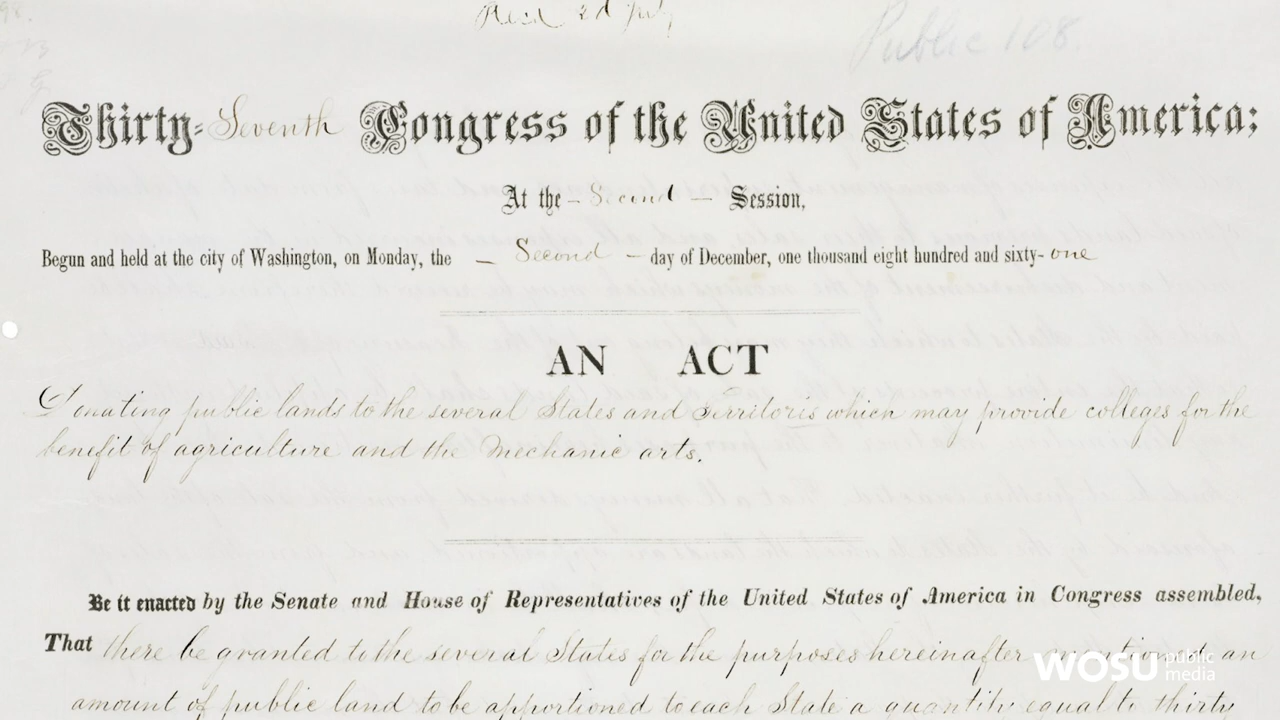 Public 108.
Thirty-Seventh Congress of the United States of America:
At the - Second - Session,
Begun and held at the city of Washington, on Monday, the - Second - day of December, one thousand eight hundred and sixty-one
AN ACT
Donating public lands to the several States and Territories which may provide colleges for the
benefit of agriculture and the Mechanic arts.
Be it enacted by the Senate and House of Representatives of the United States of America in Congress assembled,
That there be granted to the several States for the purposes hereinafter mentioned an
amount of public land to be apportioned to each State a quantity equal to thirty
WOSU public media